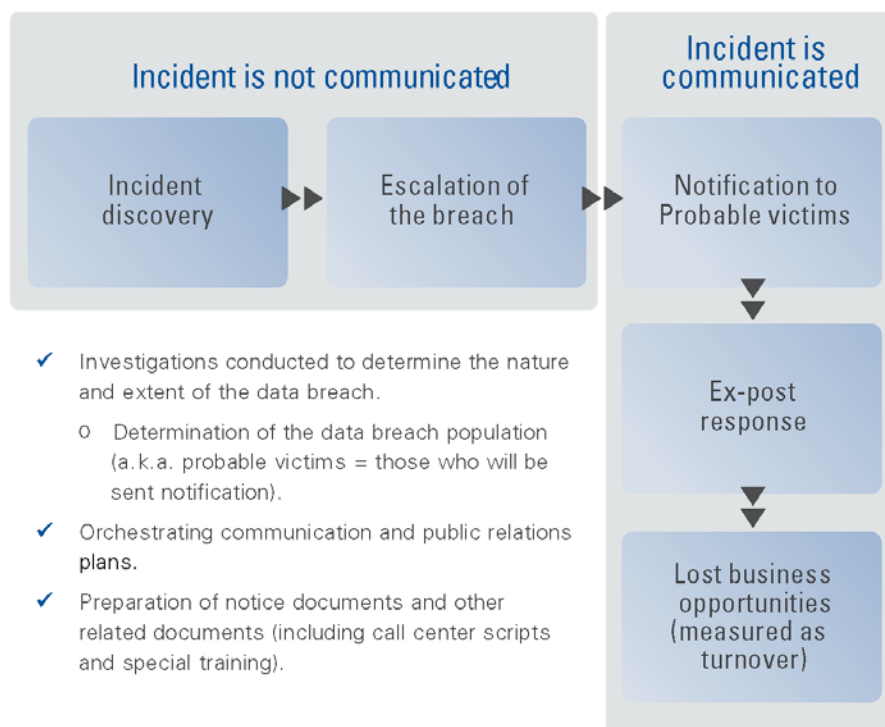 Incident is not communicated
Incident is
communicated
Incident
discovery
Escalation of
the breach
Notification to
Probable victims
Ex-post
response
Lost business
opportunities
(measured as
turnover)
✓ Investigations conducted to determine the nature
and extent of the data breach.
o Determination of the data breach population
(a.k.a. probable victims = those who will be
sent notification).
✓ Orchestrating communication and public relations
plans.
✓ Preparation of notice documents and other
related documents (including call center scripts
and special training).